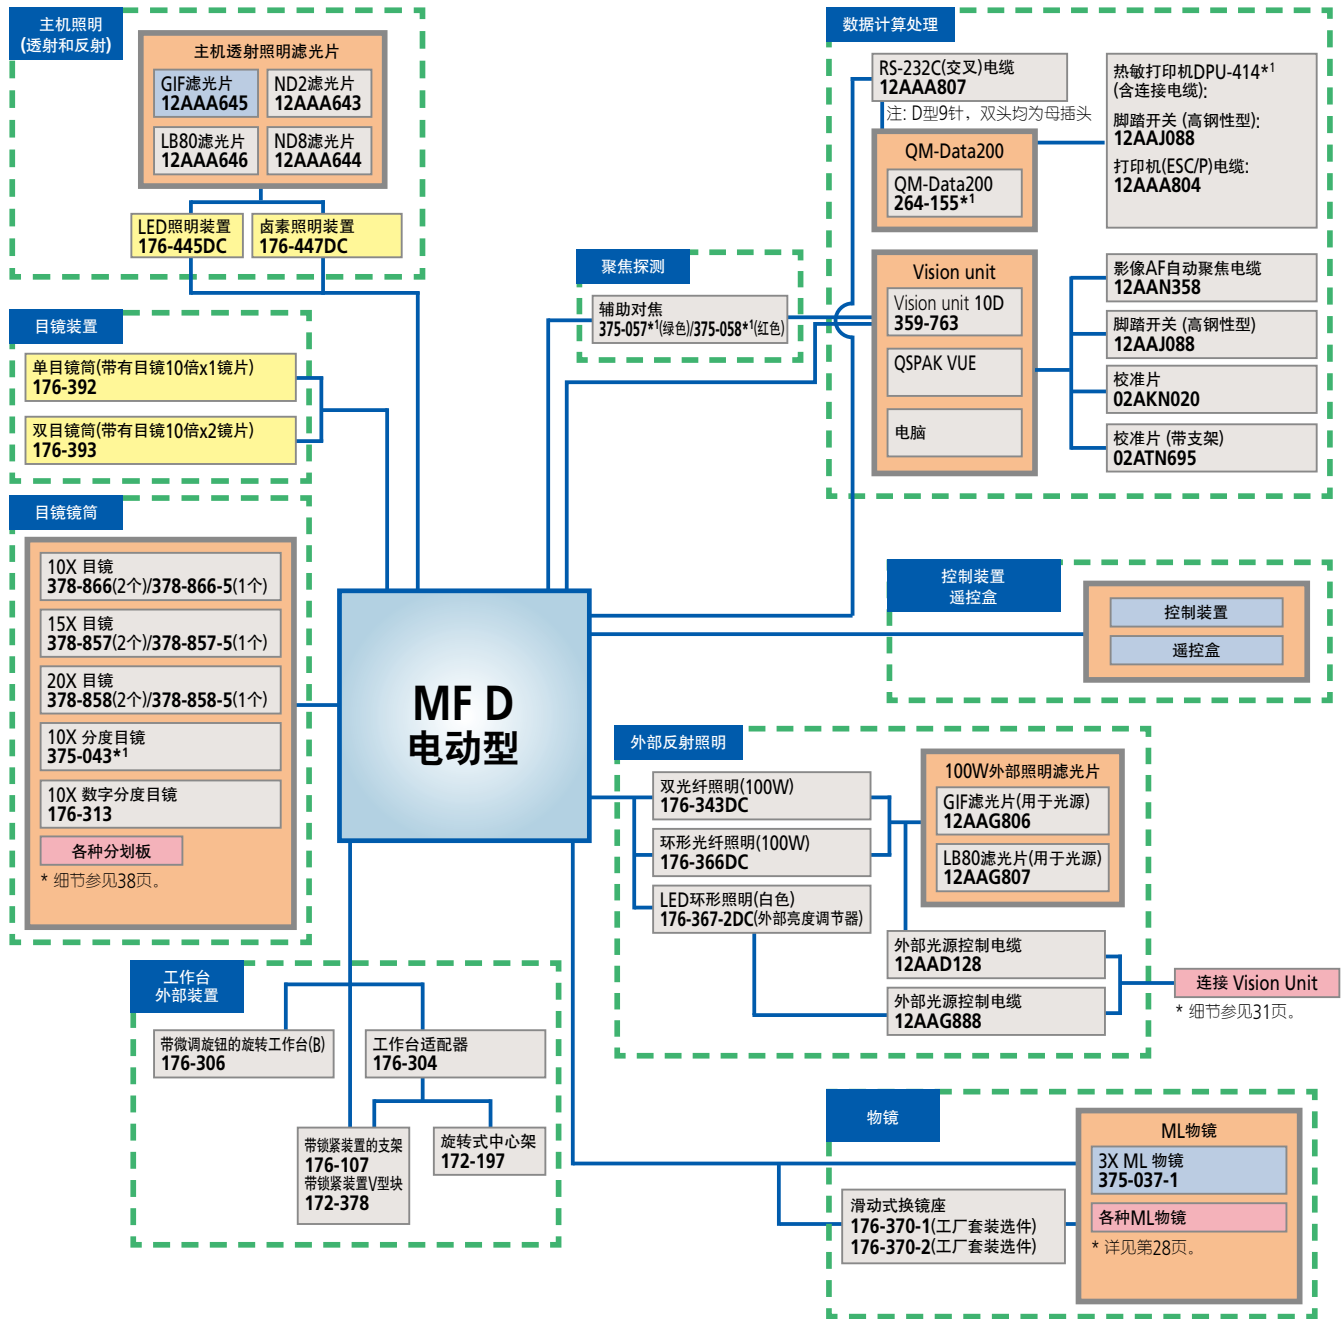 主机照明
(透射和反射)
主机透射照明滤光片
GIF滤光片
12AAA645
ND2滤光片
12AAA643
LB80滤光片
12AAA646
ND8滤光片
12AAA644
LED照明装置
176-445DC
卤素照明装置
176-447DC
目镜装置
单目镜筒(带有目镜10倍x1镜片)
176-392
双目镜筒(带有目镜10倍x2镜片)
176-393
目镜镜筒
10X 目镜
378-866(2个)/378-866-5(1个)
15X 目镜
378-857(2个)/378-857-5(1个)
20X 目镜
378-858(2个)/378-858-5(1个)
10X 分度目镜
375-043*1
10X 数字分度目镜
176-313
各种分划板
* 细节参见38页。
数据计算处理
RS-232C(交叉)电缆
12AAA807
注: D型9针，双头均为母插头
QM-Data200
QM-Data200
264-155*1
热敏打印机DPU-414*1
(含连接电缆):
脚踏开关 (高钢性型):
12AAJ088
打印机(ESC/P)电缆:
12AAA804
聚焦探测
辅助对焦
375-057*1(绿色)/375-058*1(红色)
Vision unit
Vision unit 10D
359-763
QSPAK VUE
电脑
影像AF自动聚焦电缆
12AAN358
脚踏开关 (高钢性型)
12AAJ088
校准片
02AKN020
校准片 (带支架)
02ATN695
控制装置
遥控盒
控制装置
遥控盒
MF D
电动型
外部反射照明
双光纤照明(100W)
176-343DC
环形光纤照明(100W)
176-366DC
LED环形照明(白色)
176-367-2DC(外部亮度调节器)
100W外部照明滤光片
GIF滤光片(用于光源)
12AAG806
LB80滤光片(用于光源)
12AAG807
外部光源控制电缆
12AAD128
外部光源控制电缆
12AAG888
连接 Vision Unit
* 细节参见31页。
工作台
外部装置
带微调旋钮的旋转工作台(B)
176-306
工作台适配器
176-304
带锁紧装置的支架
176-107
带锁紧装置V型块
172-378
旋转式中心架
172-197
物镜
ML物镜
3X ML 物镜
375-037-1
各种ML物镜
* 详见第28页。
滑动式换镜座
176-370-1(工厂套装选件)
176-370-2(工厂套装选件)